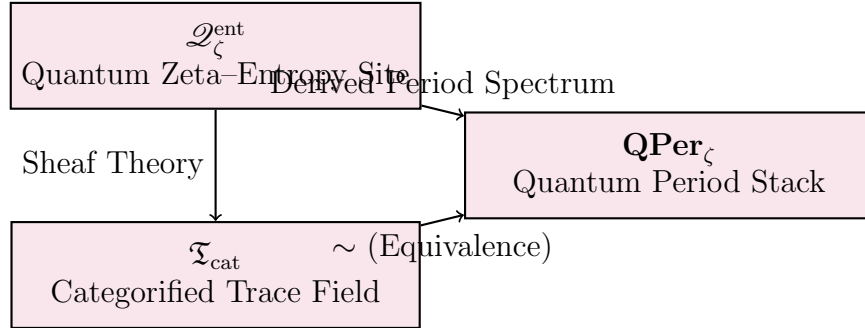 𝒬_ζ^ent
Quantum Zeta–Entropy Site
Derived Period Spectrum
Sheaf Theory
QPer_ζ
Quantum Period Stack
𝔗_cat
Categorified Trace Field
∼ (Equivalence)